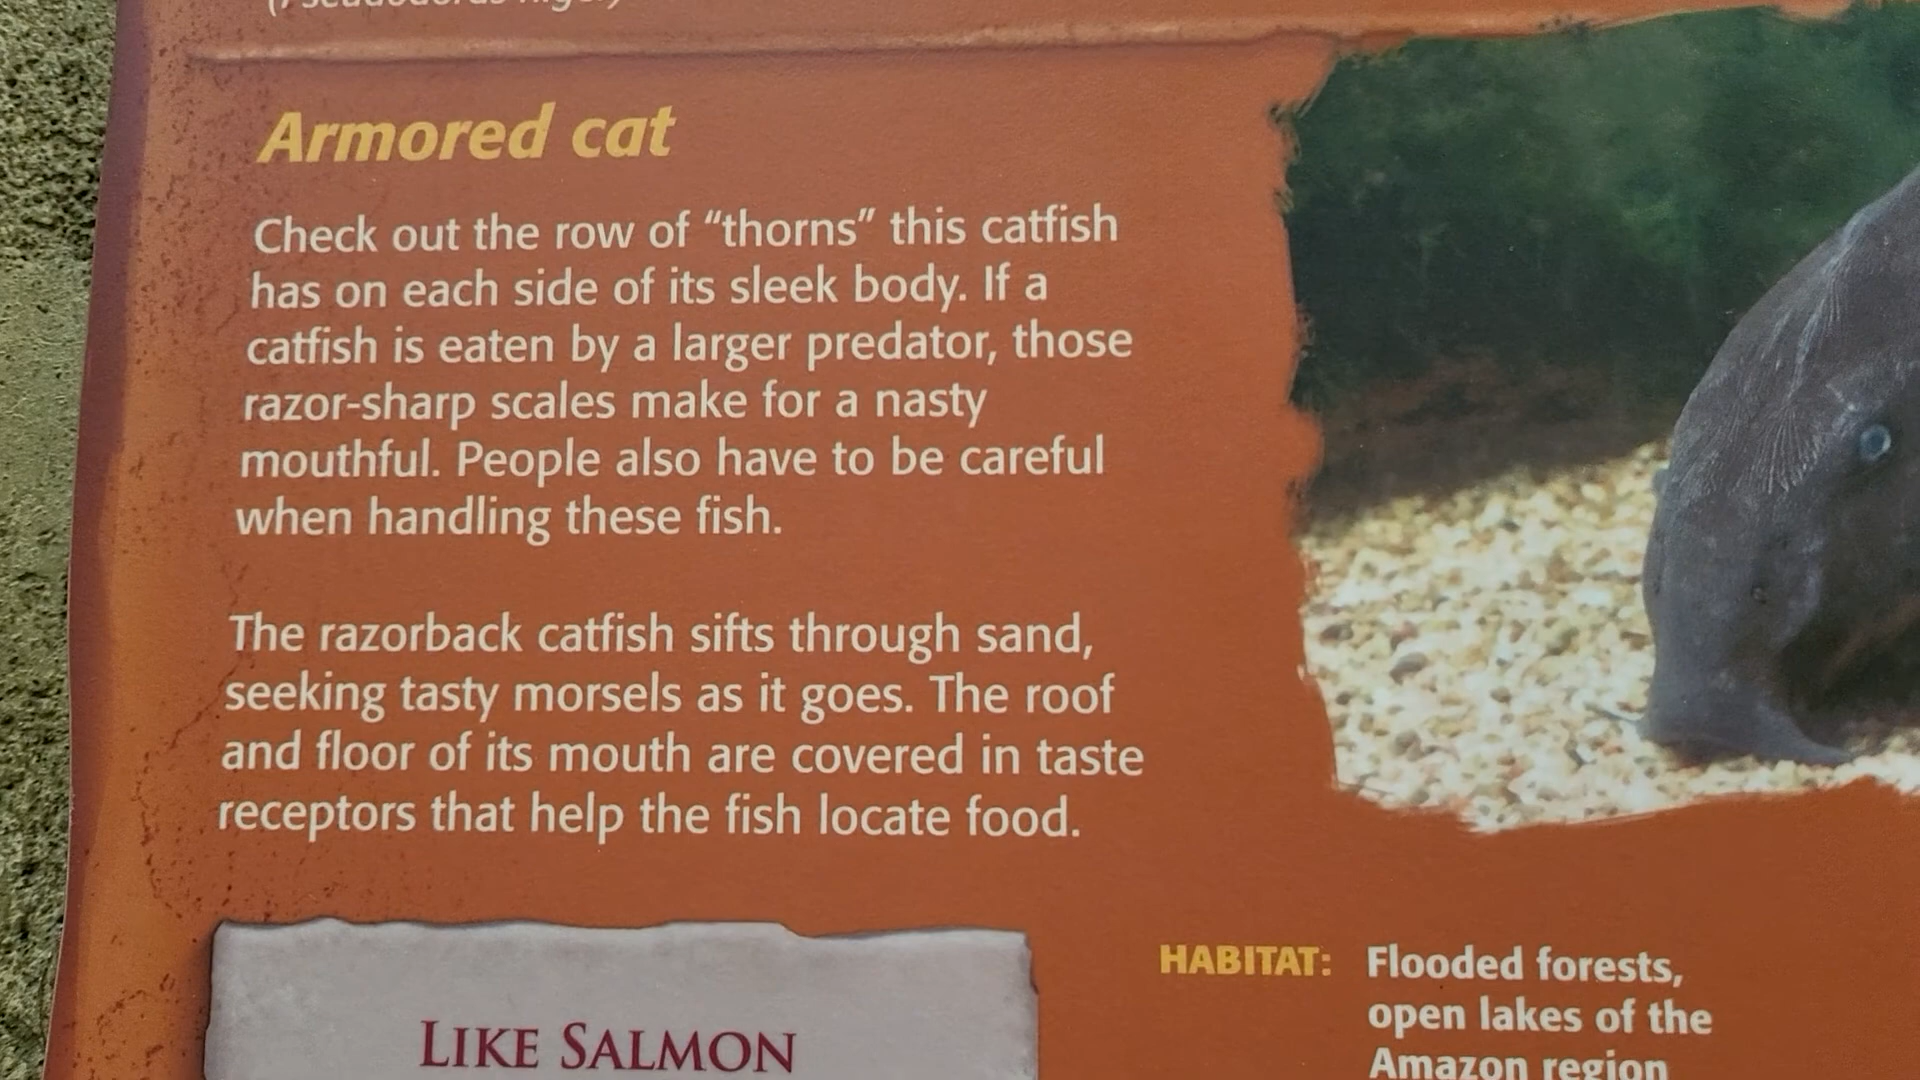 Armored cat
Check out the row of “thorns” this catfish
has on each side of its sleek body. If a
catfish is eaten by a larger predator, those
razor-sharp scales make for a nasty
mouthful. People also have to be careful
when handling these fish.
The razorback catfish sifts through sand,
seeking tasty morsels as it goes. The roof
and floor of its mouth are covered in taste
receptors that help the fish locate food.
LIKE SALMON
HABITAT: Flooded forests,
open lakes of the
Amazon region